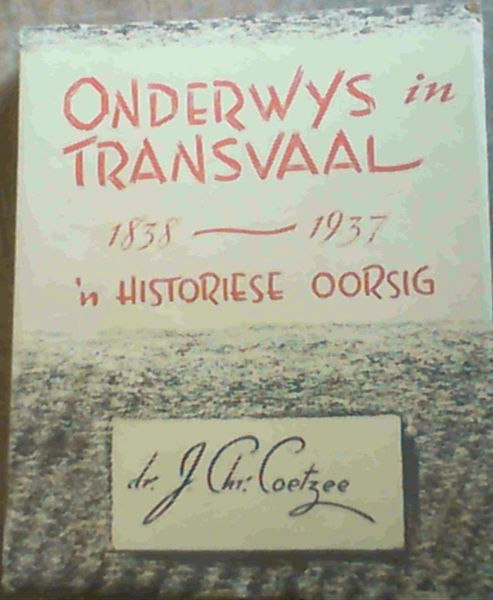 ONDERWYS in
TRANSVAAL
1838 — 1937
'n HISTORIESE OORSIG
dr. J. Chr. Coetzee